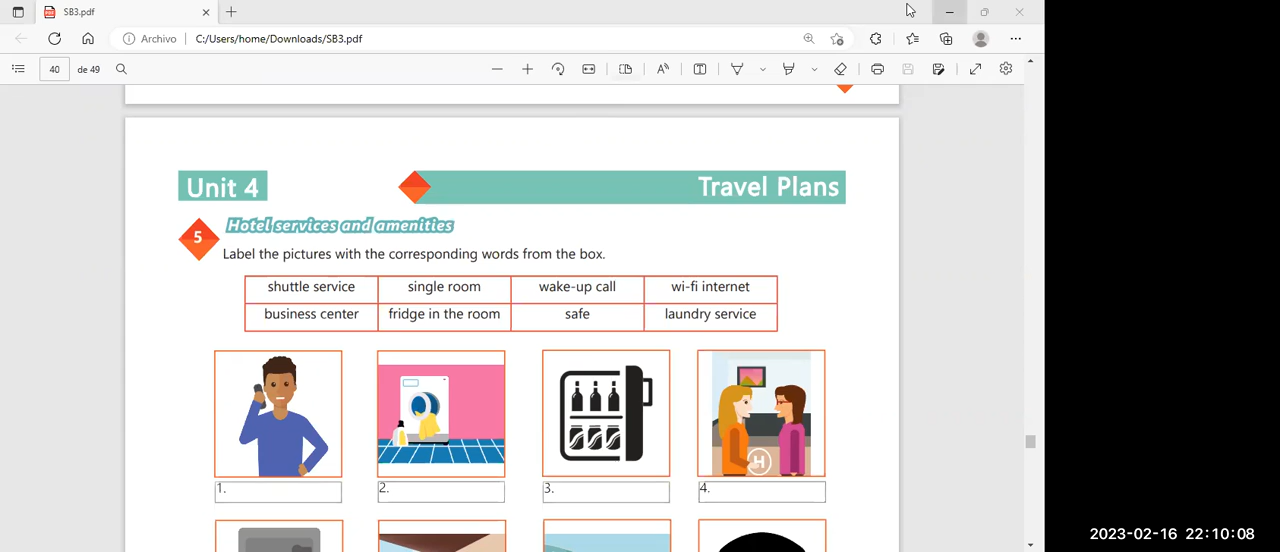 SB3.pdf
Archivo C:/Users/home/Downloads/SB3.pdf
40 de 49
Unit 4 Travel Plans
5 Hotel services and amenities
Label the pictures with the corresponding words from the box.
shuttle service single room wake-up call wi-fi internet
business center fridge in the room safe laundry service
H
1. 2. 3. 4.
2023-02-16 22:10:08